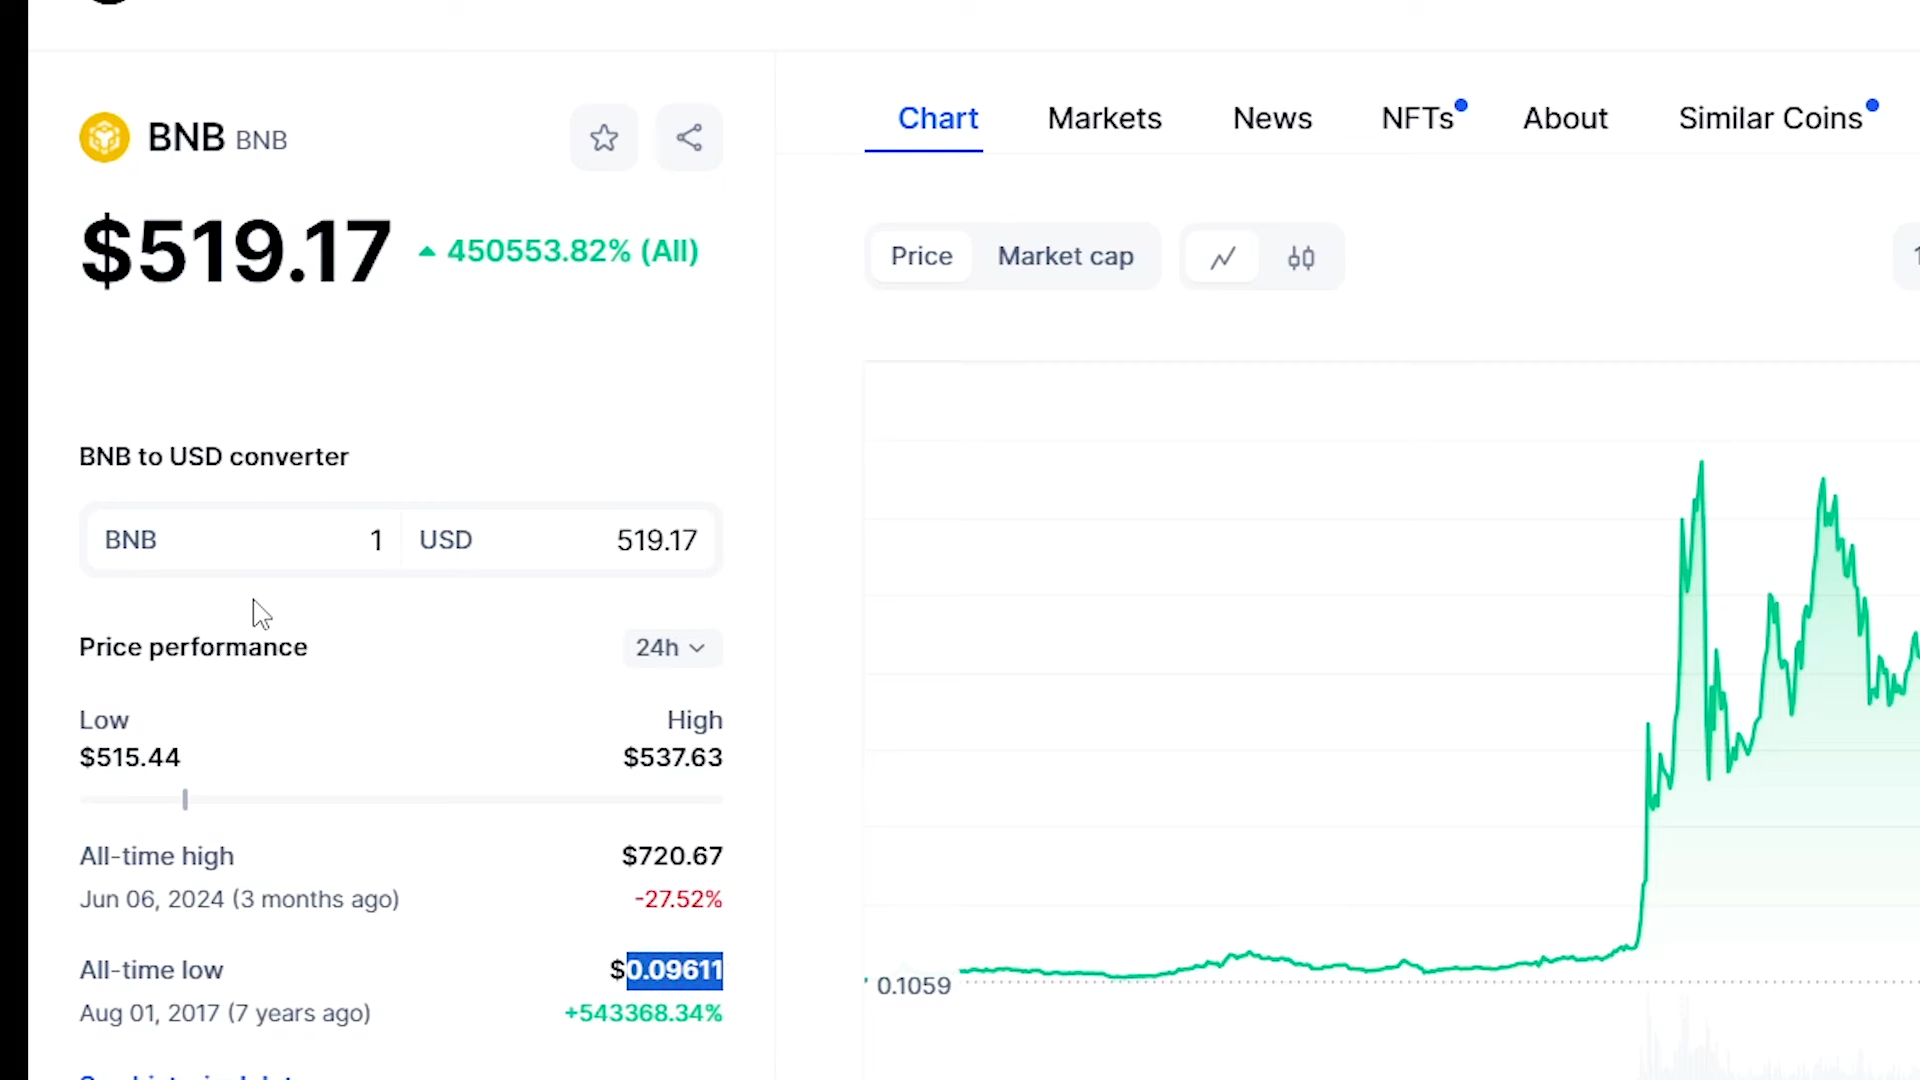 BNB BNB
$519.17 450553.82% (All)
BNB to USD converter
BNB 1 USD 519.17
Price performance 24h
Low High
$515.44 $537.63
All-time high $720.67
Jun 06, 2024 (3 months ago) -27.52%
All-time low $0.09611
Aug 01, 2017 (7 years ago) +543368.34%
Chart Markets News NFTs About Similar Coins
Price Market cap
0.1059